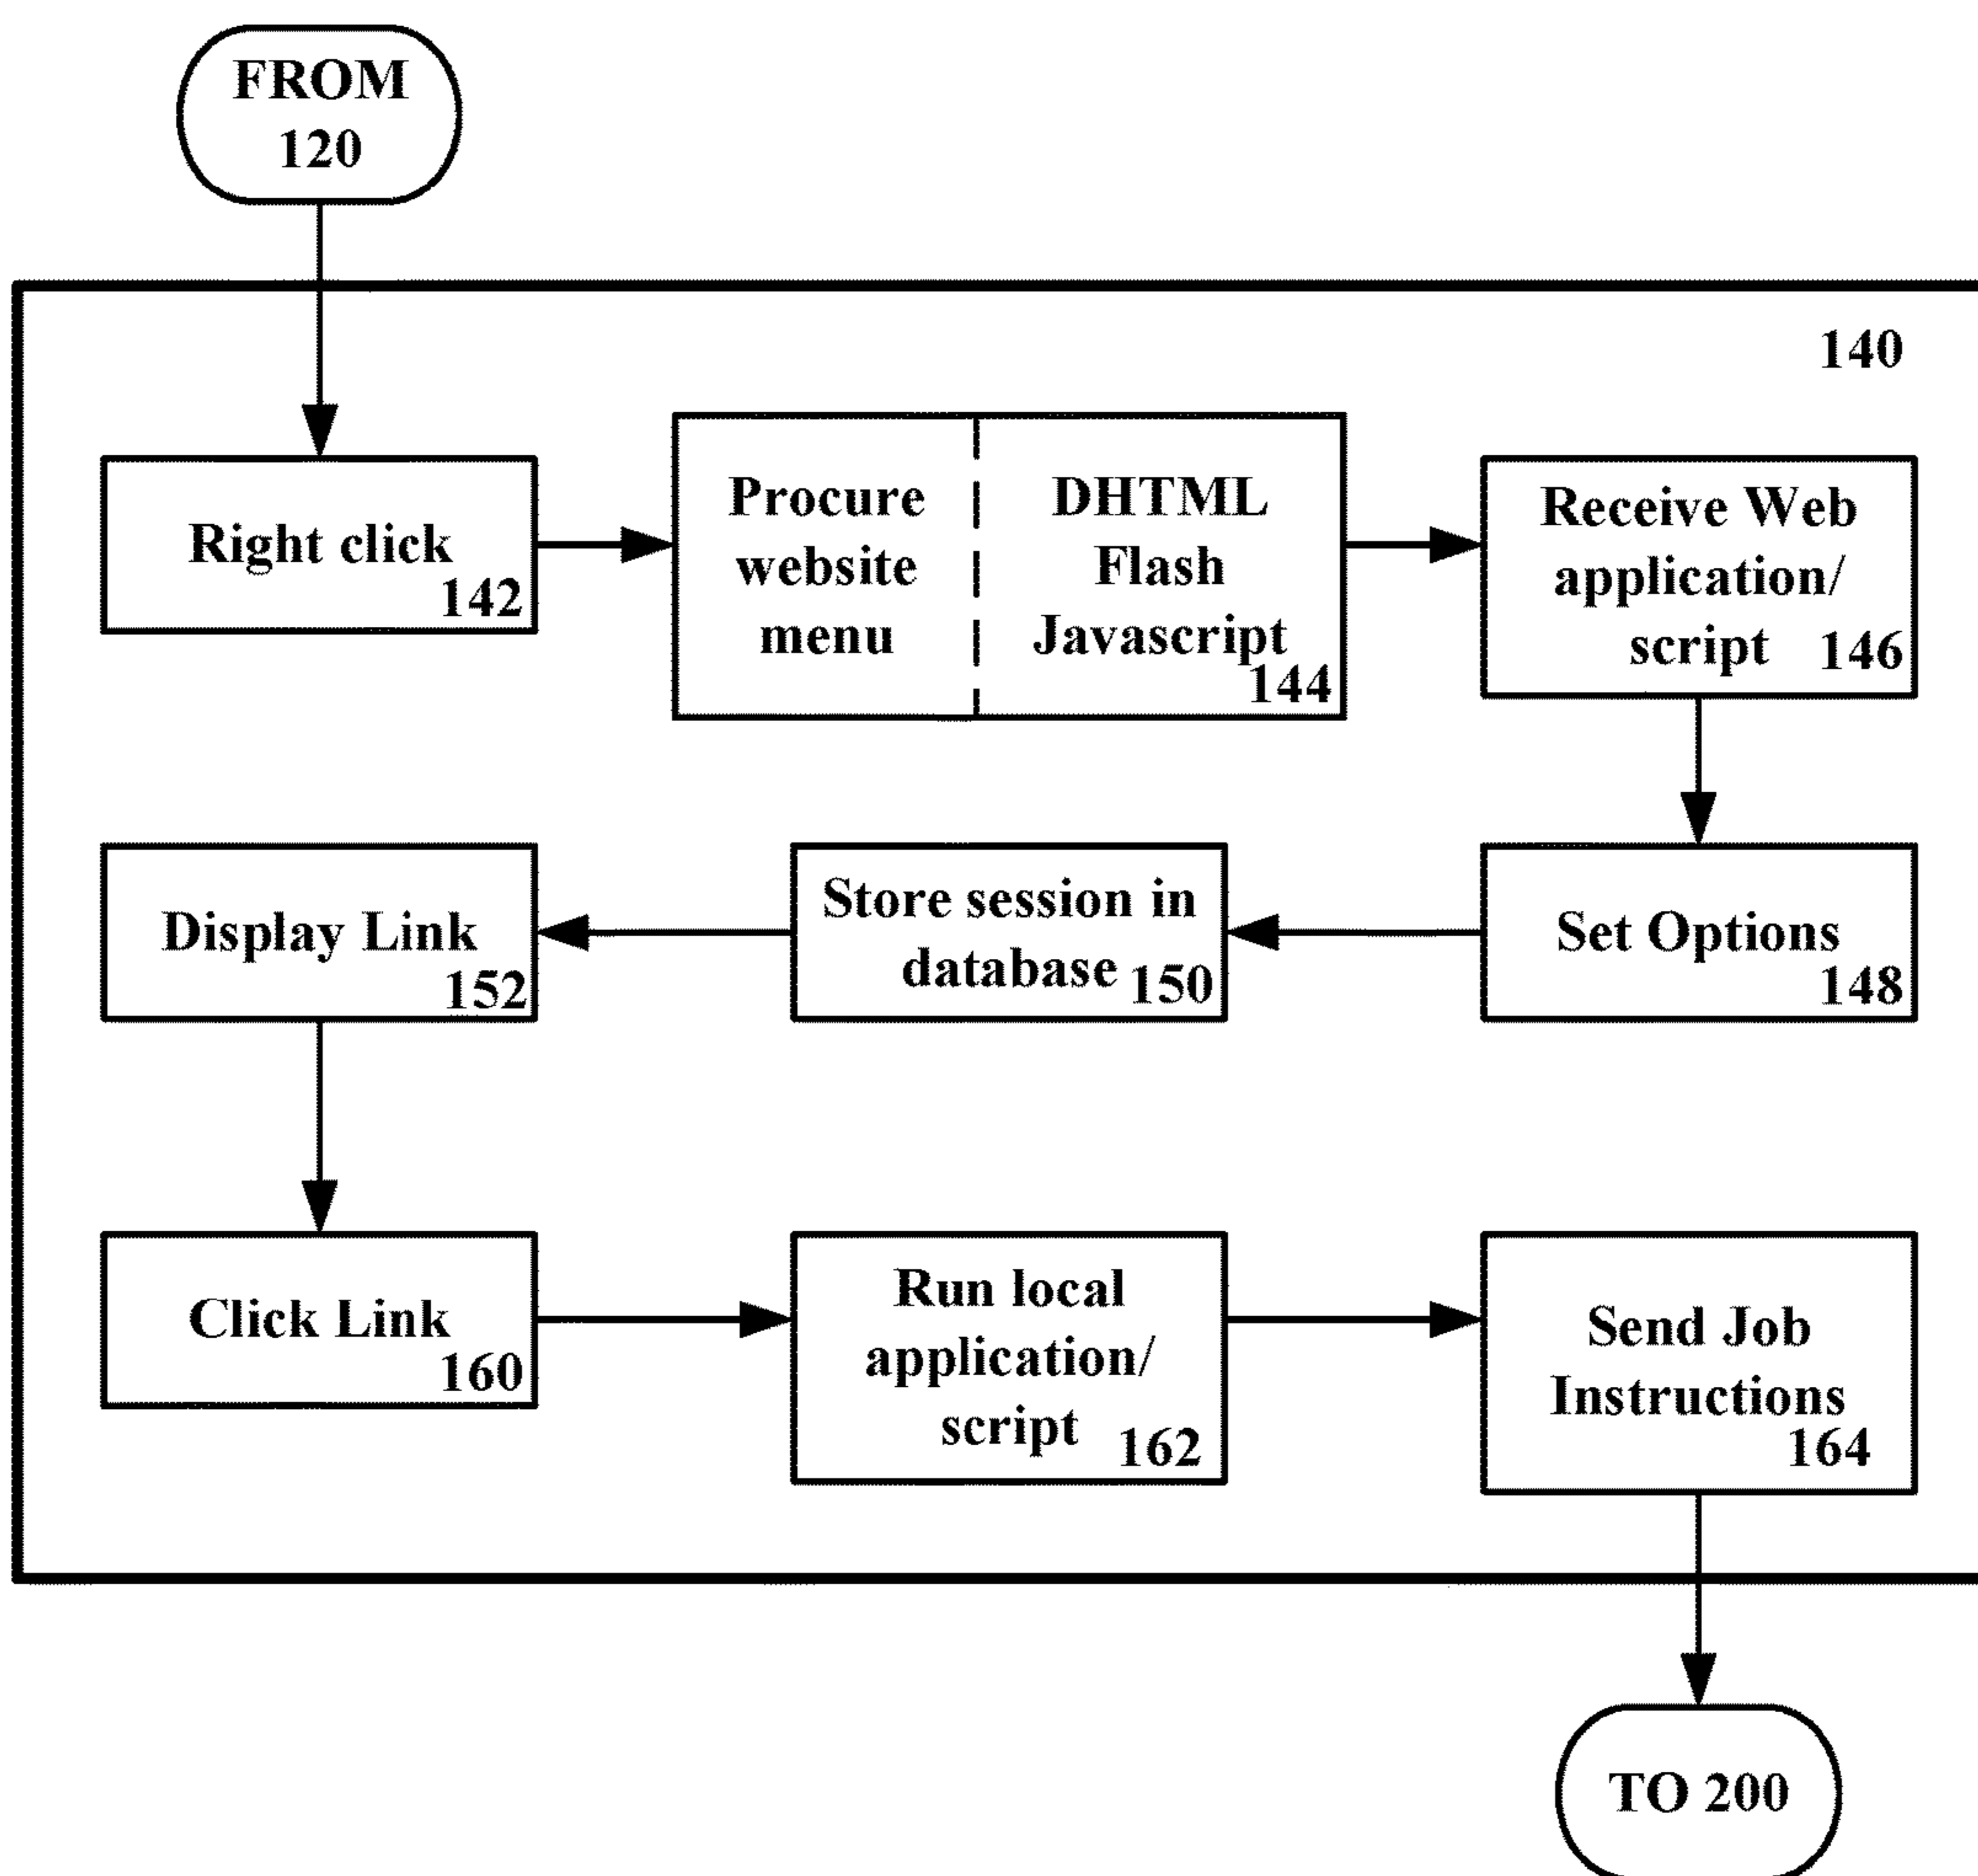 FROM
120
140
Right click
142
Procure
website
menu
DHTML
Flash
Javascript
144
Receive Web
application/
script 146
Set Options
148
Store session in
database 150
Display Link
152
Click Link
160
Run local
application/
script 162
Send Job
Instructions
164
TO 200